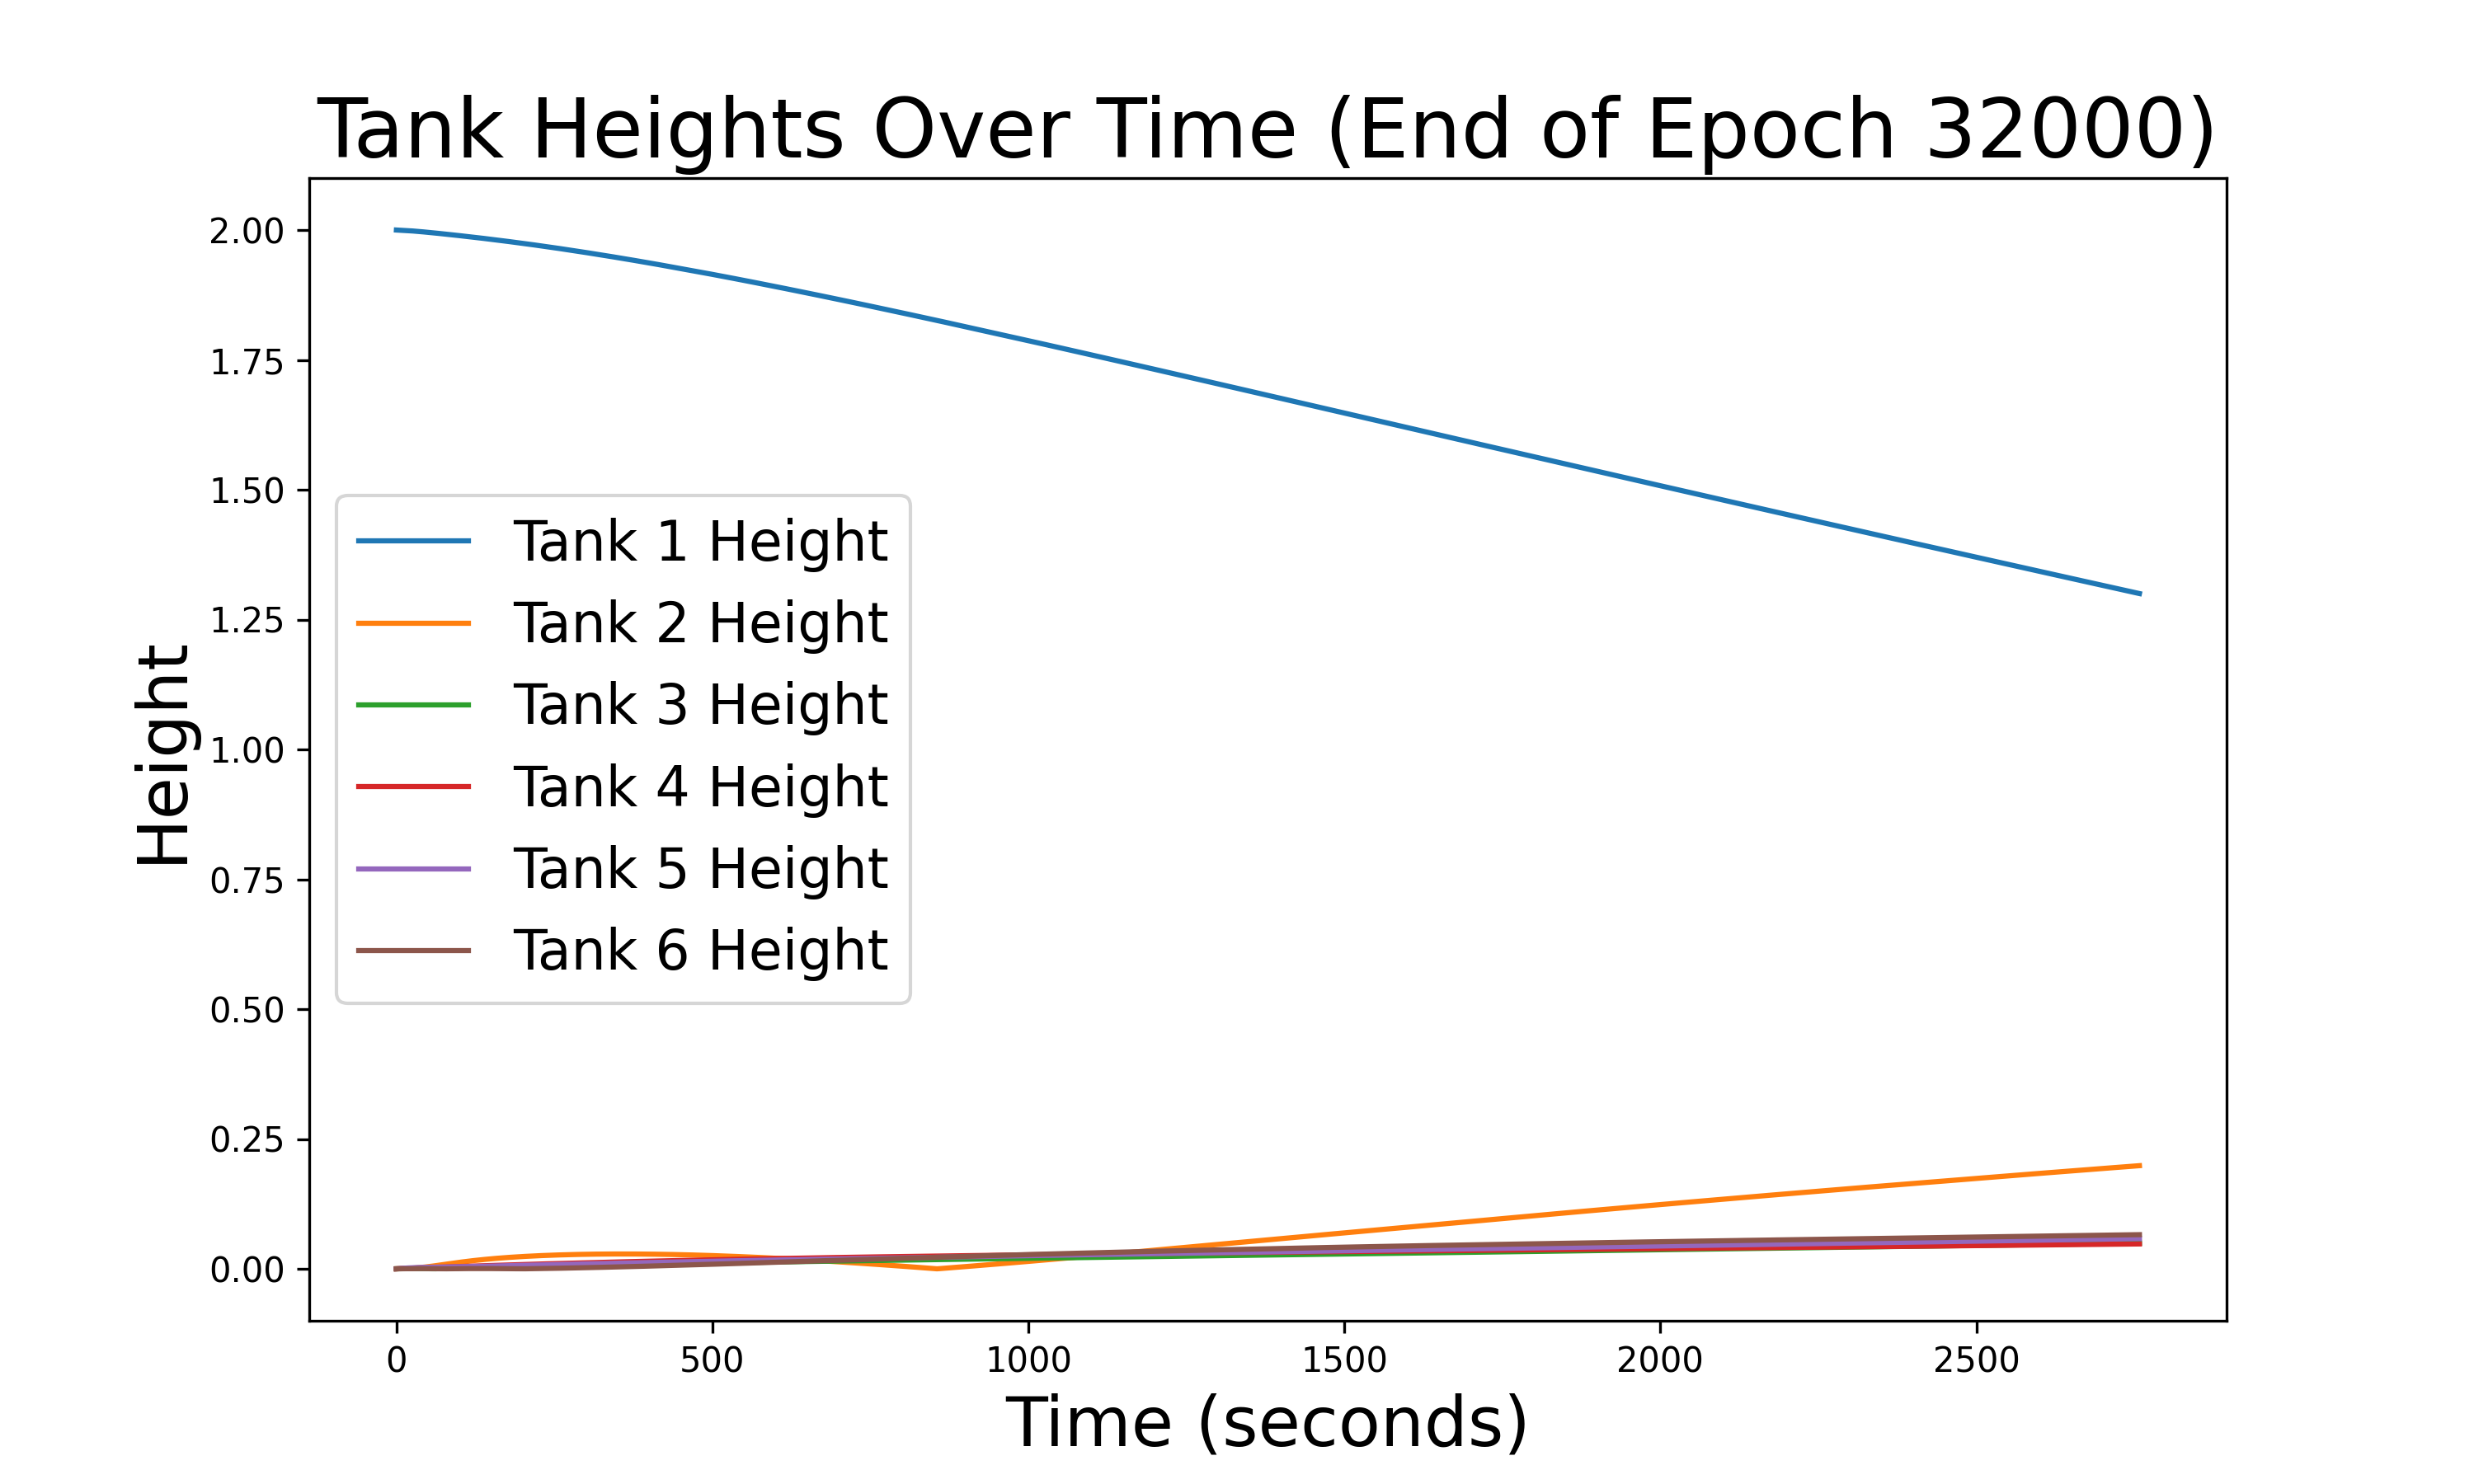 Tank Heights Over Time (End of Epoch 32000)
Height
2.00
1.75
1.50
1.25
1.00
0.75
0.50
0.25
0.00
Tank 1 Height
Tank 2 Height
Tank 3 Height
Tank 4 Height
Tank 5 Height
Tank 6 Height
0 500 1000 1500 2000 2500
Time (seconds)